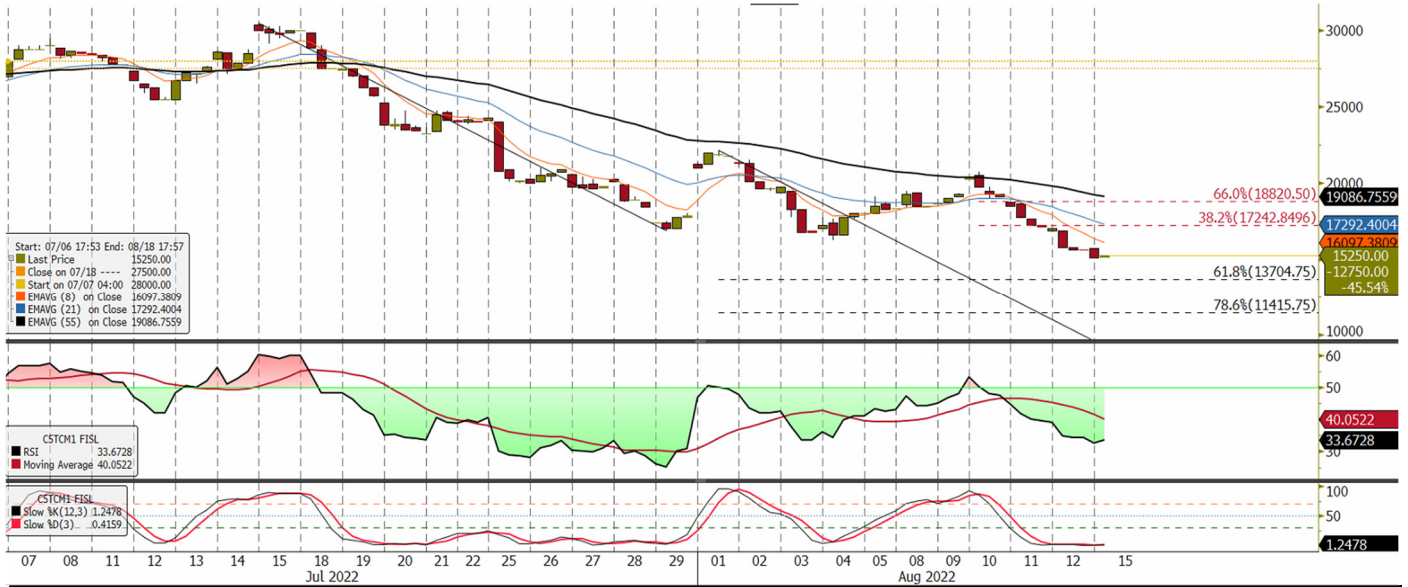 30000
25000
20000
66.0%(18820.50)
19086.7559
38.2%(17242.8496)
17292.4004
16097.3809
15250.00
-12750.00
-45.54%
61.8%(13704.75)
78.6%(11415.75)
10000
Start: 07/06 17:53 End: 08/18 17:57
Last Price 15250.00
Close on 07/18 ---- 27500.00
Start on 07/07 04:00 28000.00
EMAVG (8) on Close 16097.3809
EMAVG (21) on Close 17292.4004
EMAVG (55) on Close 19086.7559
60
50
40.0522
33.6728
30
C5TCM1 FISL
RSI 33.6728
Moving Average 40.0522
100
50
1.2478
C5TCM1 FISL
Slow %K(12,3) 1.2478
Slow %D(3) 0.4159
07 08 11 12 13 14 15 18 19 20 21 22 25 26 27 28 29 01 02 03 04 05 08 09 10 11 12 15
Jul 2022 Aug 2022